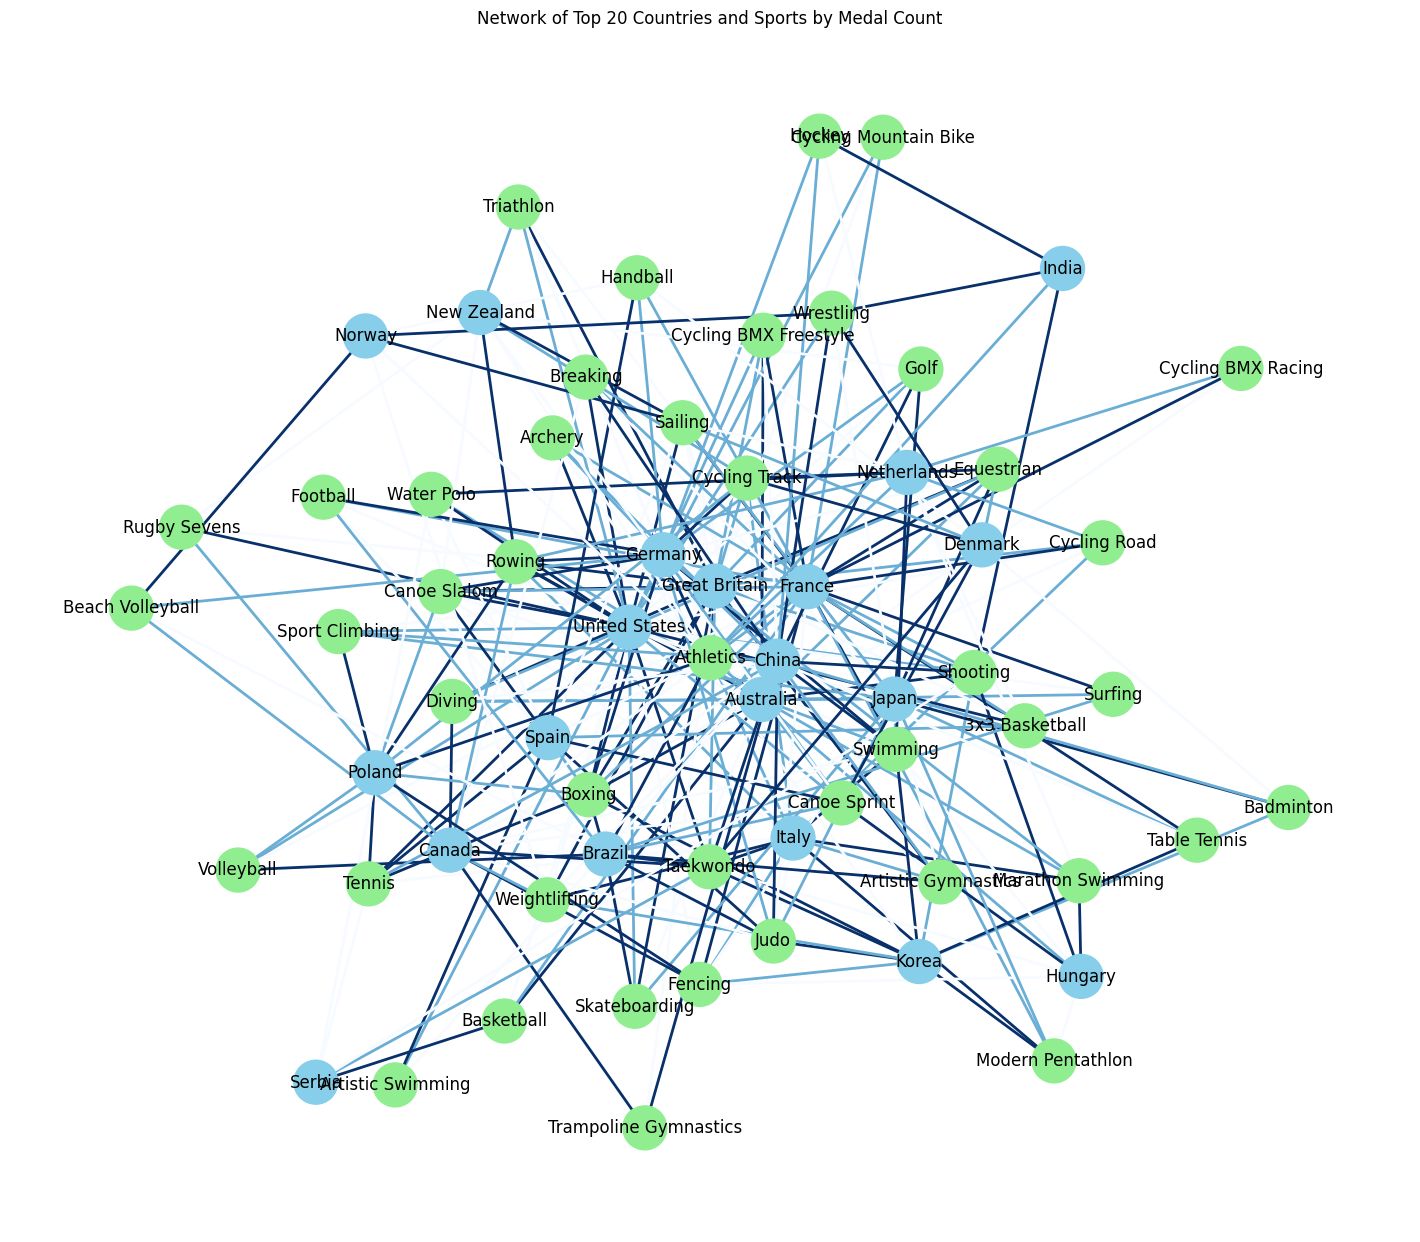 Network of Top 20 Countries and Sports by Medal Count
Hockey
Cycling Mountain Bike
Triathlon
India
Handball
New Zealand
Wrestling
Norway
Cycling BMX Freestyle
Golf
Cycling BMX Racing
Breaking
Sailing
Archery
Netherlands
Equestrian
Cycling Track
Water Polo
Football
Rugby Sevens
Denmark
Cycling Road
Germany
Rowing
Great Britain
France
Canoe Slalom
Beach Volleyball
United States
Sport Climbing
Athletics
China
Shooting
Surfing
Diving
Australia
Japan
3x3 Basketball
Spain
Swimming
Poland
Boxing
Canoe Sprint
Badminton
Italy
Table Tennis
Canada
Brazil
Taekwondo
Volleyball
Tennis
Artistic Gymnastics
Marathon Swimming
Weightlifting
Judo
Korea
Hungary
Fencing
Skateboarding
Basketball
Modern Pentathlon
Serbia
Artistic Swimming
Trampoline Gymnastics